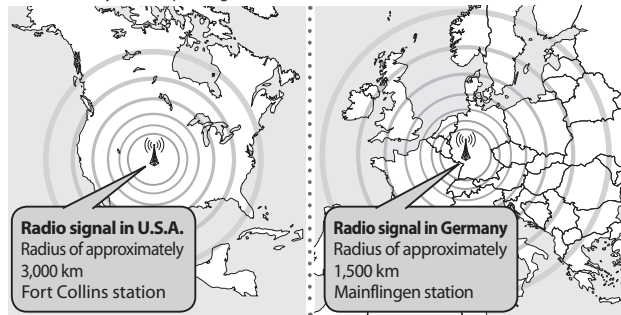 Radio signal in U.S.A.
Radius of approximately
3,000 km
Fort Collins station
Radio signal in Germany
Radius of approximately
1,500 km
Mainflingen station